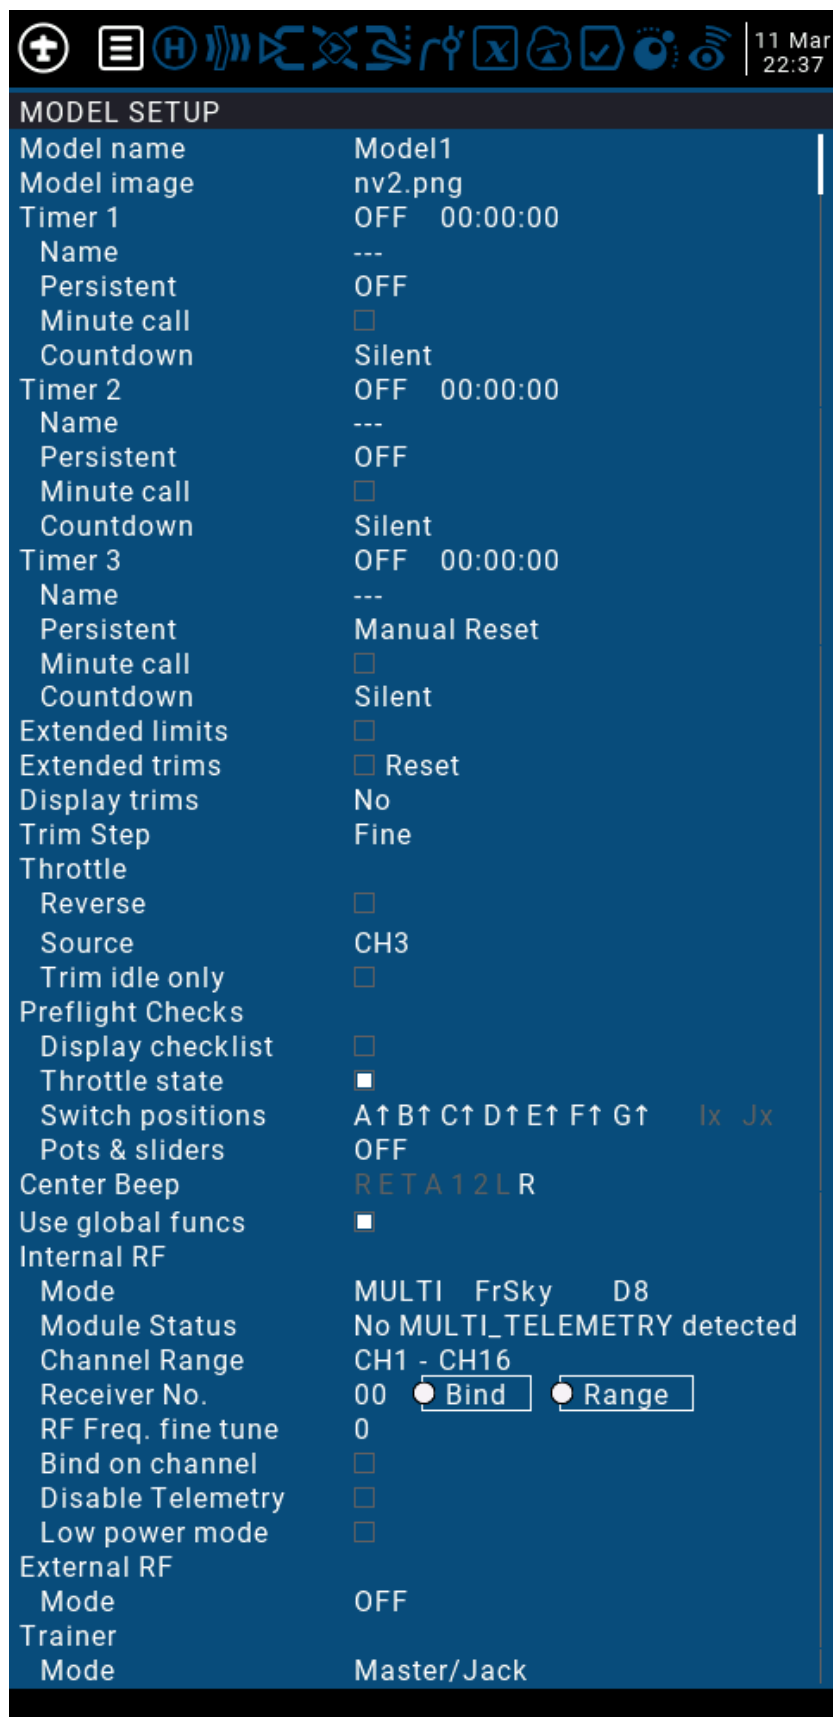 11 Mar
22:37
MODEL SETUP
Model name Model1
Model image nv2.png
Timer 1 OFF 00:00:00
Name ---
Persistent OFF
Minute call
Countdown Silent
Timer 2 OFF 00:00:00
Name ---
Persistent OFF
Minute call
Countdown Silent
Timer 3 OFF 00:00:00
Name ---
Persistent Manual Reset
Minute call
Countdown Silent
Extended limits
Extended trims Reset
Display trims No
Trim Step Fine
Throttle
Reverse
Source CH3
Trim idle only
Preflight Checks
Display checklist
Throttle state
Switch positions A↑ B↑ C↑ D↑ E↑ F↑ G↑ Ix Jx
Pots & sliders OFF
Center Beep R E T A 1 2 L R
Use global funcs
Internal RF
Mode MULTI FrSky D8
Module Status No MULTI_TELEMETRY detected
Channel Range CH1 - CH16
Receiver No. 00 Bind Range
RF Freq. fine tune 0
Bind on channel
Disable Telemetry
Low power mode
External RF
Mode OFF
Trainer
Mode Master/Jack